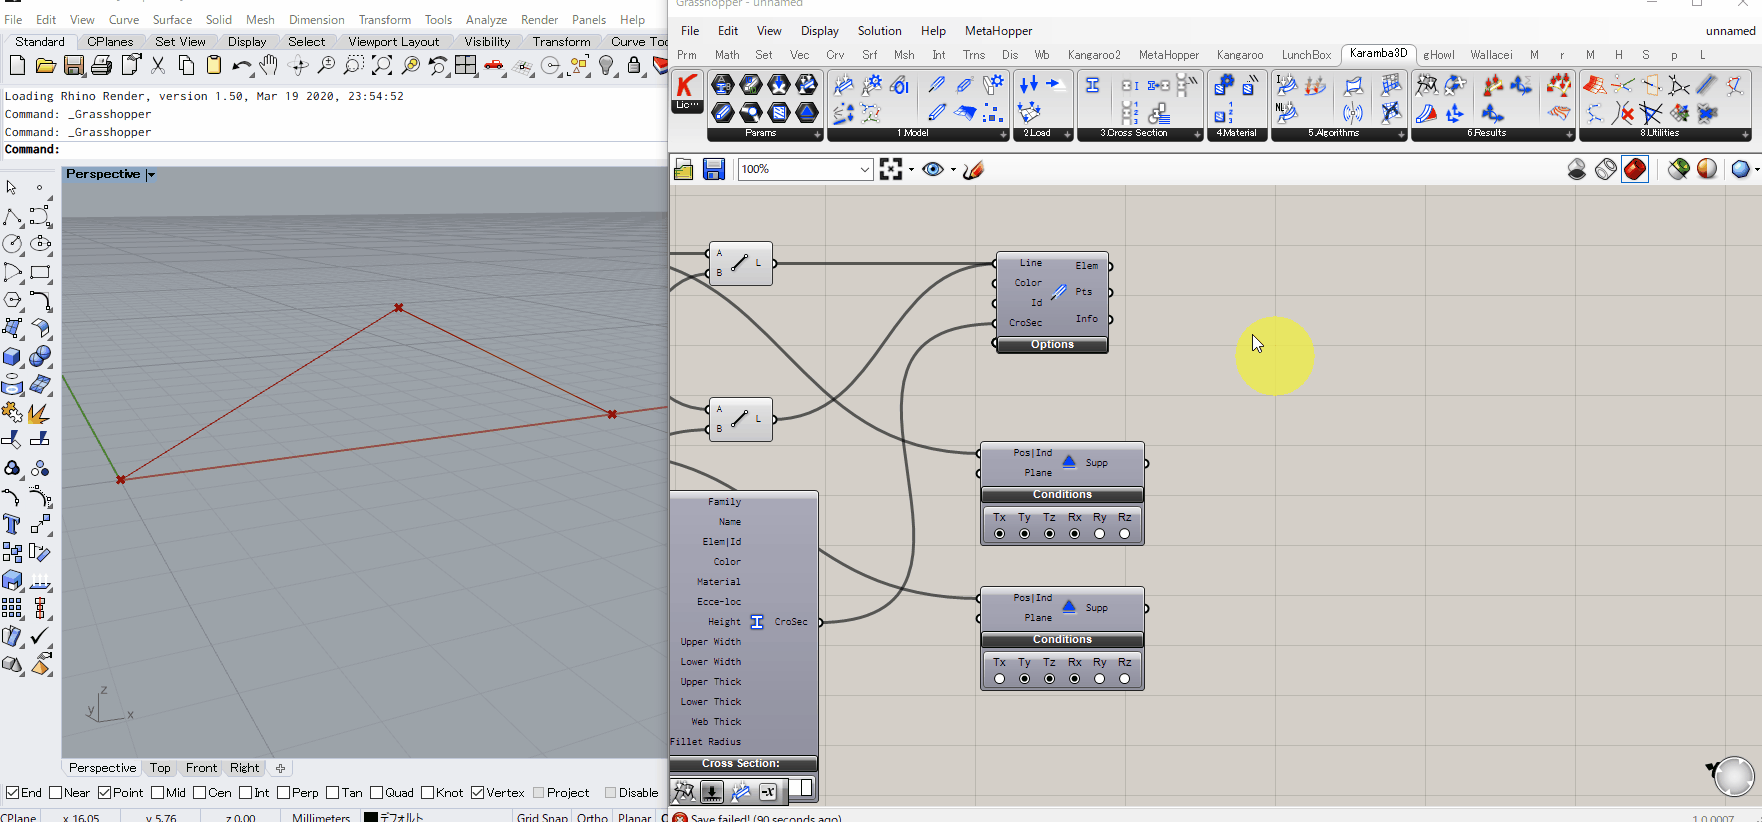 Grasshopper - unnamed
File Edit View Curve Surface Solid Mesh Dimension Transform Tools Analyze Render Panels Help
File Edit View Display Solution Help MetaHopper unnamed
Standard CPlanes Set View Display Select Viewport Layout Visibility Transform Curve Too
Prm Math Set Vec Crv Srf Msh Int Trns Dis Wb Kangaroo2 MetaHopper Kangaroo LunchBox Karamba3D gHowl Wallacei M r M H S p L
Loading Rhino Render, version 1.50, Mar 19 2020, 23:54:52
Command: _Grasshopper
Command: _Grasshopper
Command:
Lic...
Params 1.Model 2.Load 3.Cross Section 4.Material 5.Algorithms 6.Results 8.Utilities
100%
Perspective
A
B
L
Line
Color
Id
CroSec
Elem
Pts
Info
Options
A
B
L
Pos|Ind
Plane
Supp
Conditions
Tx Ty Tz Rx Ry Rz
Pos|Ind
Plane
Supp
Conditions
Tx Ty Tz Rx Ry Rz
Family
Name
Elem|Id
Color
Material
Ecce-loc
Height
Upper Width
Lower Width
Upper Thick
Lower Thick
Web Thick
Fillet Radius
CroSec
Cross Section:
-x
z
y
x
Perspective Top Front Right
End Near Point Mid Cen Int Perp Tan Quad Knot Vertex Project Disable
CPlane x 16.05 y 5.76 z 0.00 Millimeters デフォルト Grid Snap Ortho Planar
Save failed! (90 seconds ago)
1.0.0007